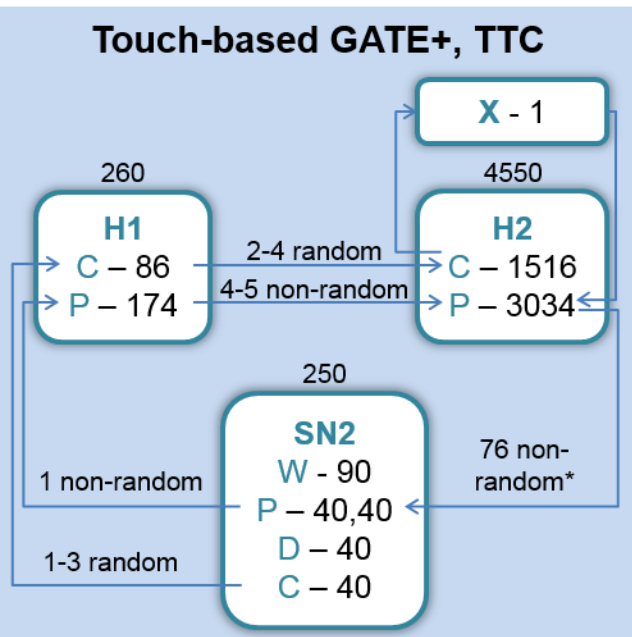 Touch-based GATE+, TTC
X - 1
260
4550
H1
C – 86
P – 174
2-4 random
4-5 non-random
H2
C – 1516
P – 3034
250
SN2
W - 90
P – 40,40
D – 40
C – 40
1 non-random
1-3 random
76 non-
random*